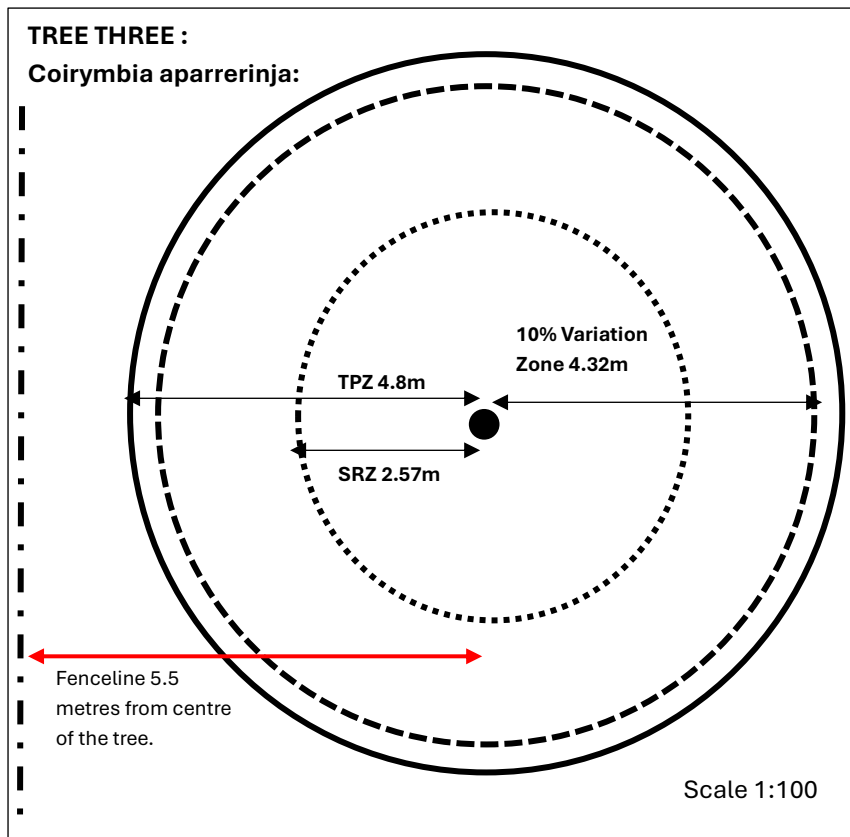 TREE THREE :
Coirymbia aparrerinja:
10% Variation
Zone 4.32m
TPZ 4.8m
SRZ 2.57m
Fenceline 5.5
metres from centre
of the tree.
Scale 1:100